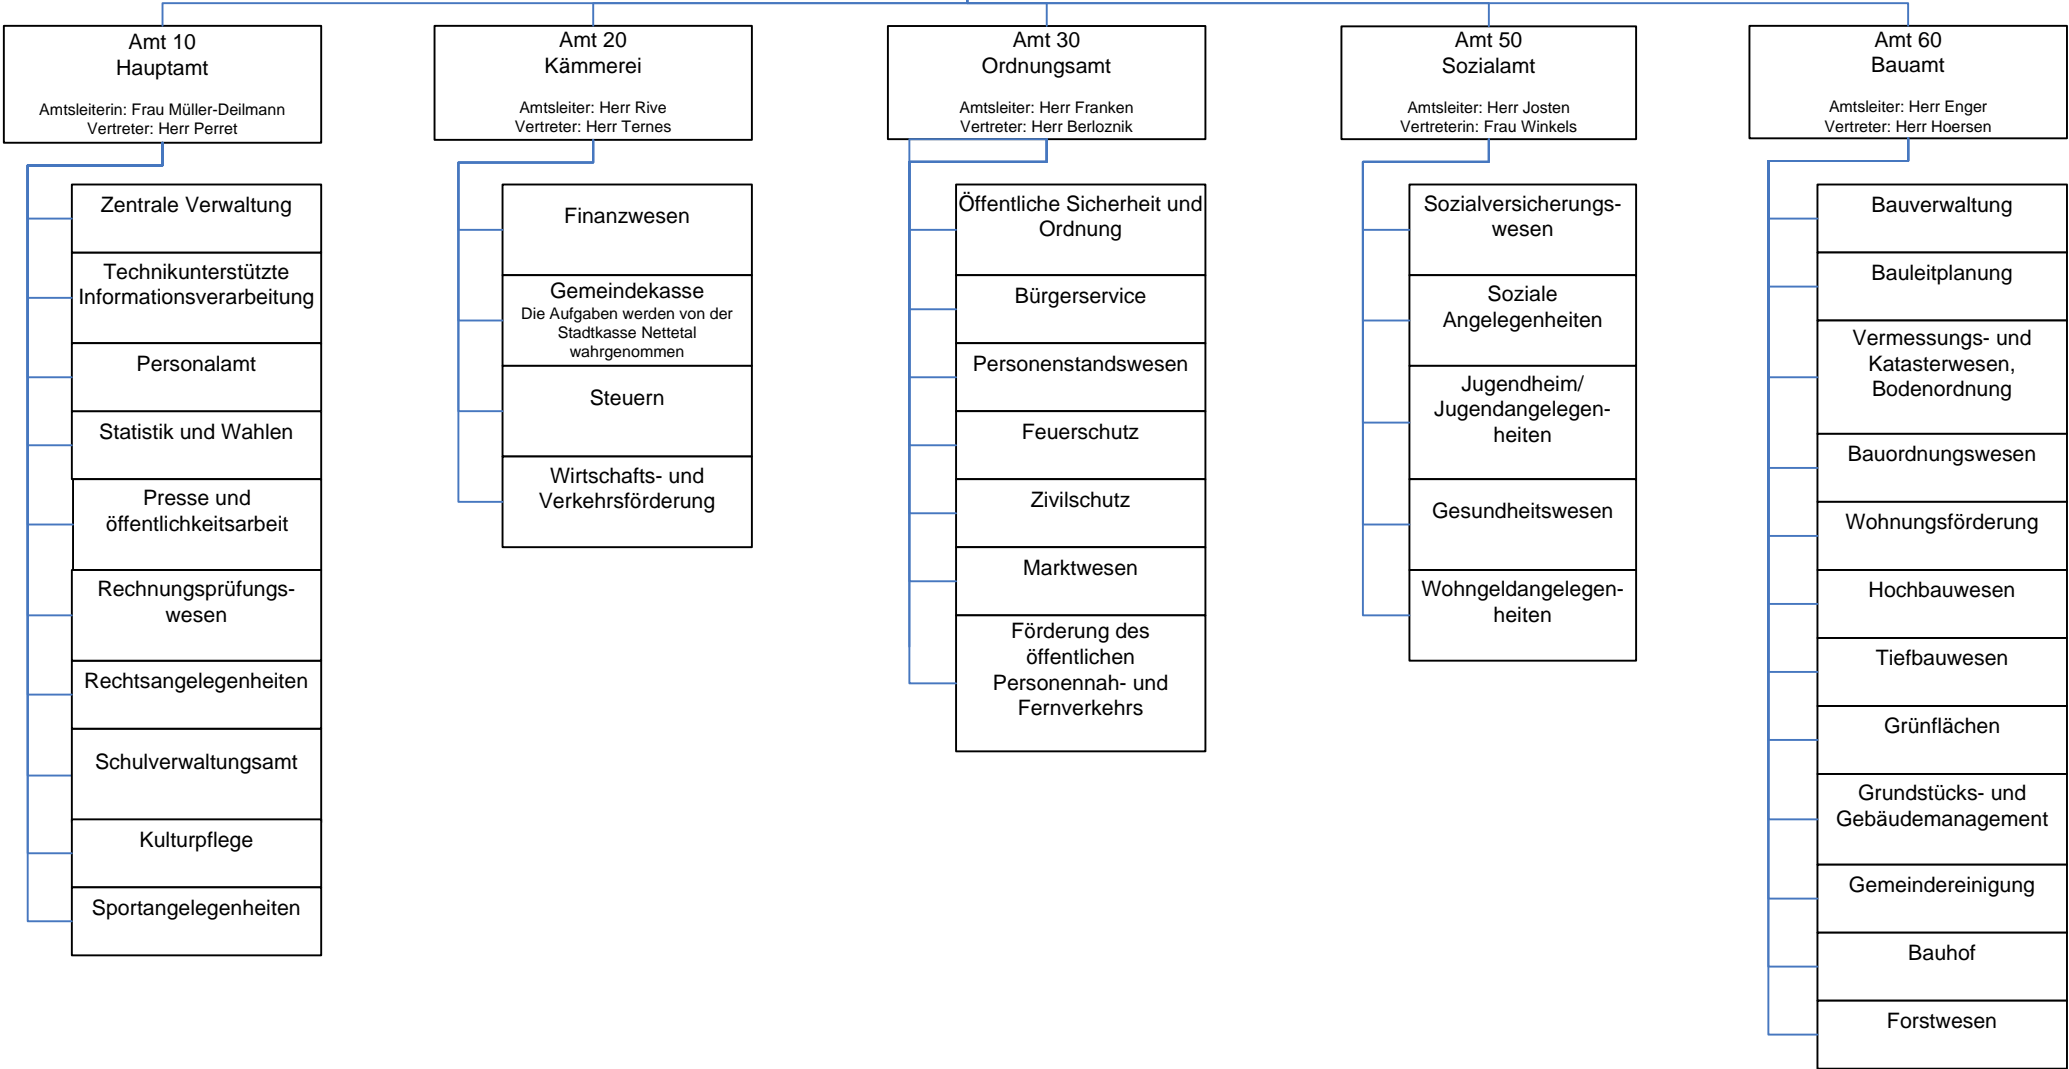 Amt 10
Hauptamt
Amtsleiterin: Frau Müller-Deilmann
Vertreter: Herr Perret
Zentrale Verwaltung
Technikunterstützte
Informationsverarbeitung
Personalamt
Statistik und Wahlen
Presse und
öffentlichkeitsarbeit
Rechnungsprüfungs-
wesen
Rechtsangelegenheiten
Schulverwaltungsamt
Kulturpflege
Sportangelegenheiten
Amt 20
Kämmerei
Amtsleiter: Herr Rive
Vertreter: Herr Ternes
Finanzwesen
Gemeindekasse
Die Aufgaben werden von der
Stadtkasse Nettetal
wahrgenommen
Steuern
Wirtschafts- und
Verkehrsförderung
Amt 30
Ordnungsamt
Amtsleiter: Herr Franken
Vertreter: Herr Berloznik
Öffentliche Sicherheit und
Ordnung
Bürgerservice
Personenstandswesen
Feuerschutz
Zivilschutz
Marktwesen
Förderung des
öffentlichen
Personennah- und
Fernverkehrs
Amt 50
Sozialamt
Amtsleiter: Herr Josten
Vertreterin: Frau Winkels
Sozialversicherungs-
wesen
Soziale
Angelegenheiten
Jugendheim/
Jugendangelegen-
heiten
Gesundheitswesen
Wohngeldangelegen-
heiten
Amt 60
Bauamt
Amtsleiter: Herr Enger
Vertreter: Herr Hoersen
Bauverwaltung
Bauleitplanung
Vermessungs- und
Katasterwesen,
Bodenordnung
Bauordnungswesen
Wohnungsförderung
Hochbauwesen
Tiefbauwesen
Grünflächen
Grundstücks- und
Gebäudemanagement
Gemeindereinigung
Bauhof
Forstwesen